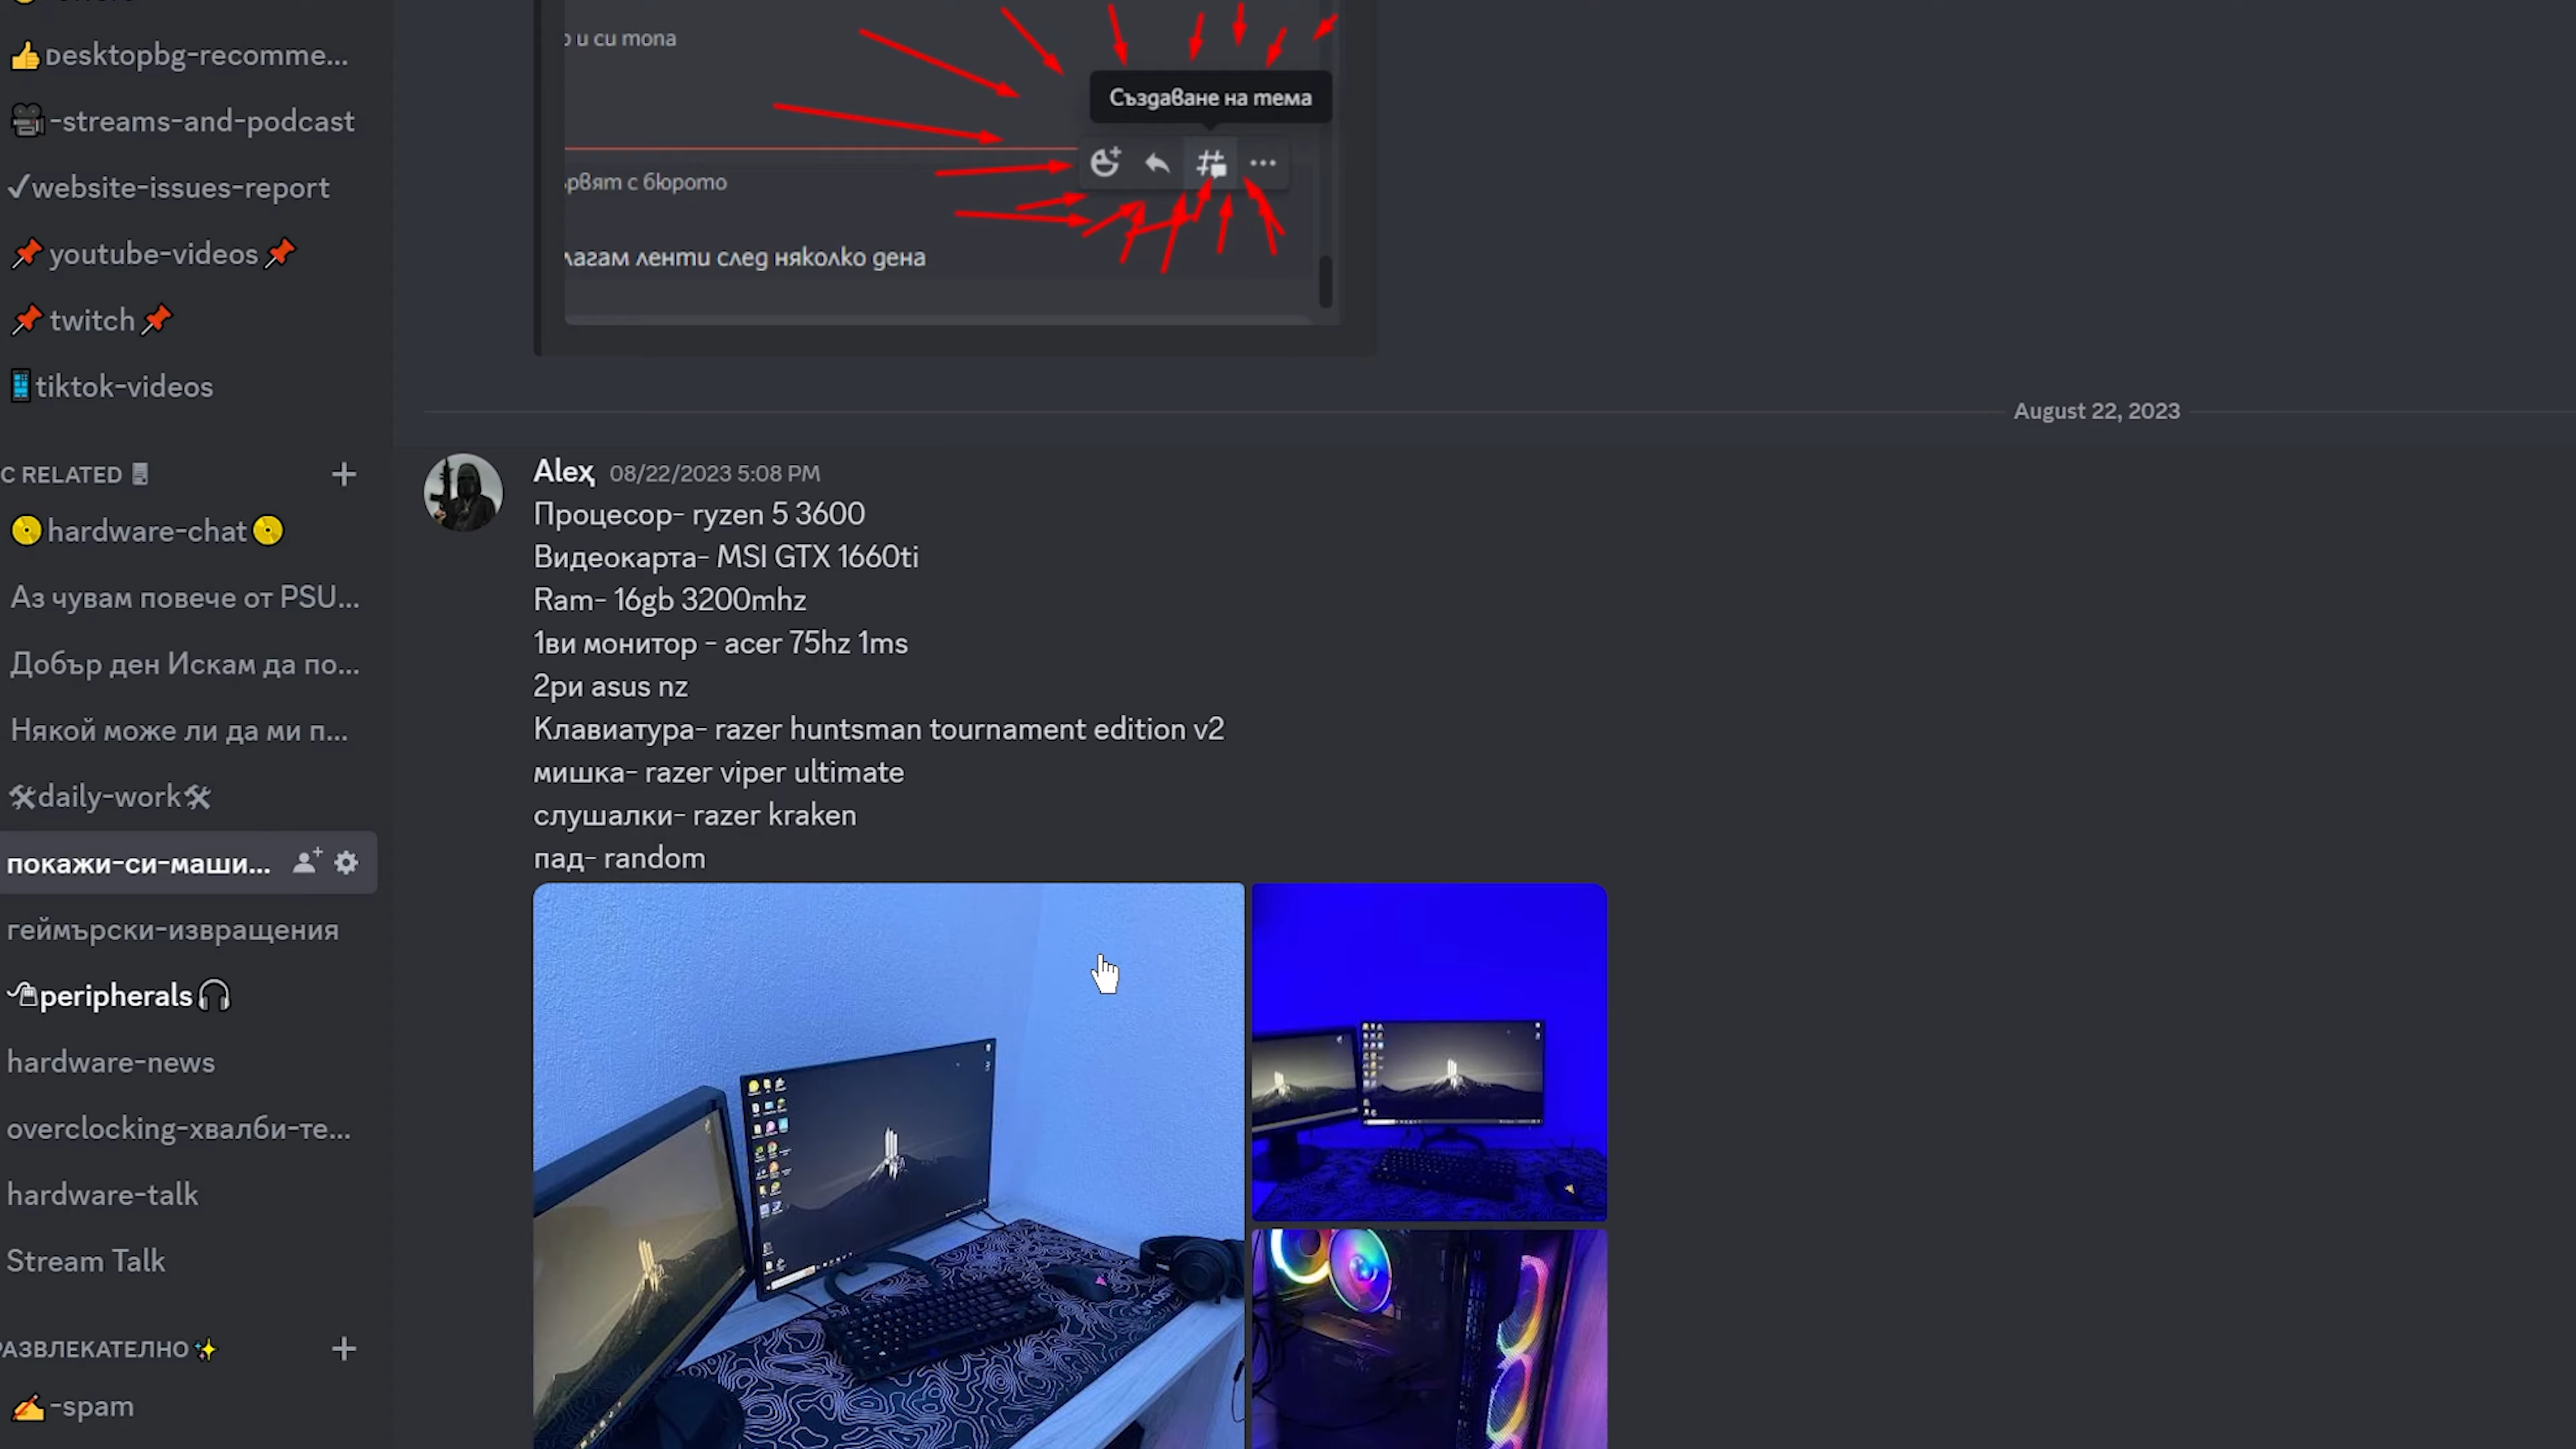 ᴅesktopbg-recomme...
-streams-and-podcast
✓website-issues-report
youtube-videos
twitch
tiktok-videos
C RELATED
hardware-chat
Аз чувам повече от PSU...
Добър ден Искам да по...
Някой може ли да ми п...
daily-work
покажи-си-маши...
геймърски-извращения
peripherals
hardware-news
overclocking-хвалби-те...
hardware-talk
Stream Talk
РАЗВЛЕКАТЕЛНО
-spam
о и си топа
Създаване на тема
ървят с бюрото
лагам ленти след няколко дена
August 22, 2023
Alex 08/22/2023 5:08 PM
Процесор- ryzen 5 3600
Видеокарта- MSI GTX 1660ti
Ram- 16gb 3200mhz
1ви монитор - acer 75hz 1ms
2ри asus nz
Клавиатура- razer huntsman tournament edition v2
мишка- razer viper ultimate
слушалки- razer kraken
пад- random